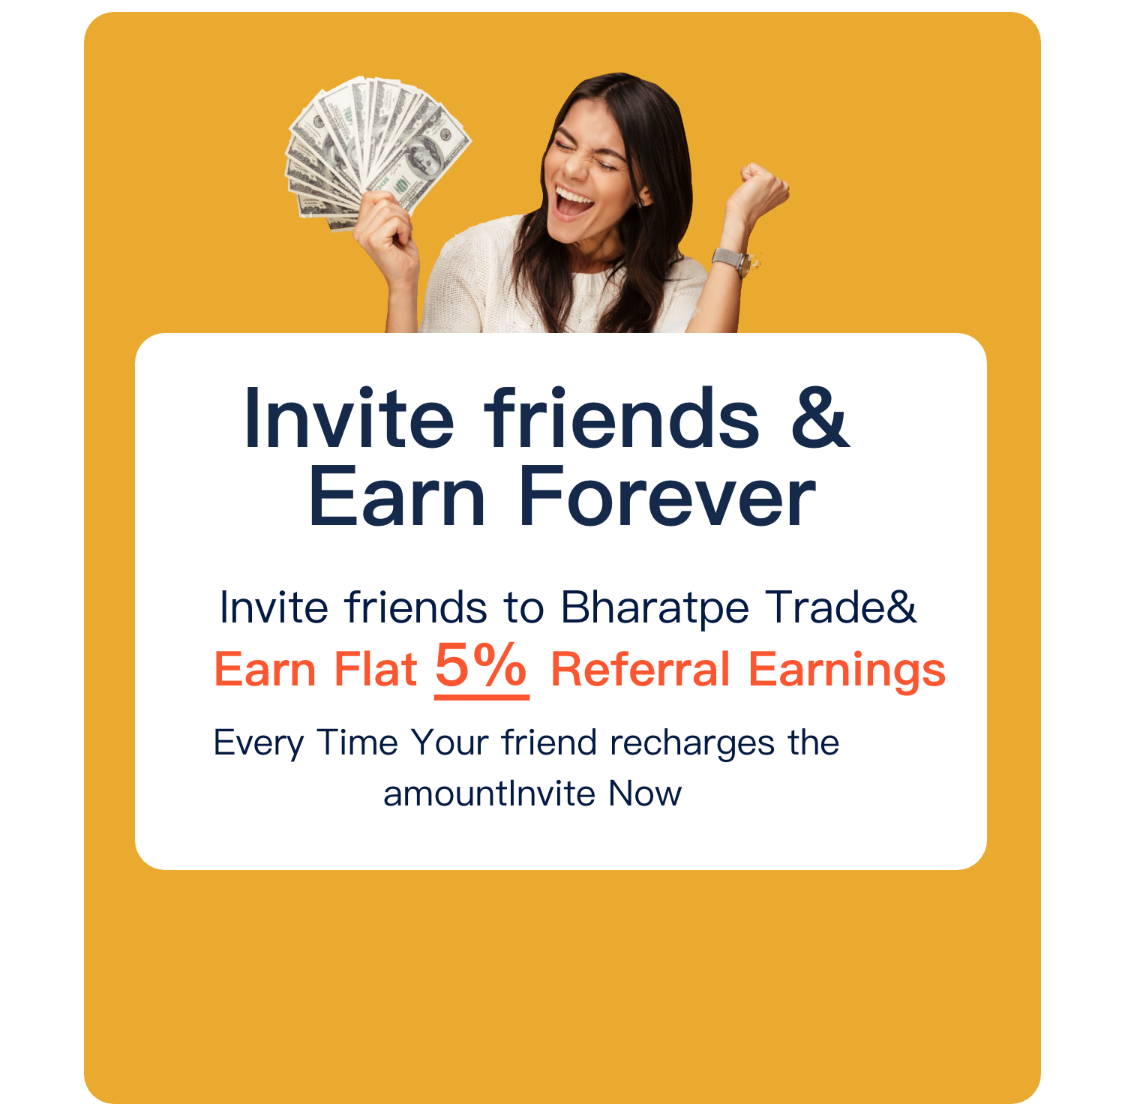 Invite friends &
Earn Forever
Invite friends to Bharatpe Trade&
Earn Flat 5% Referral Earnings
Every Time Your friend recharges the
amountInvite Now